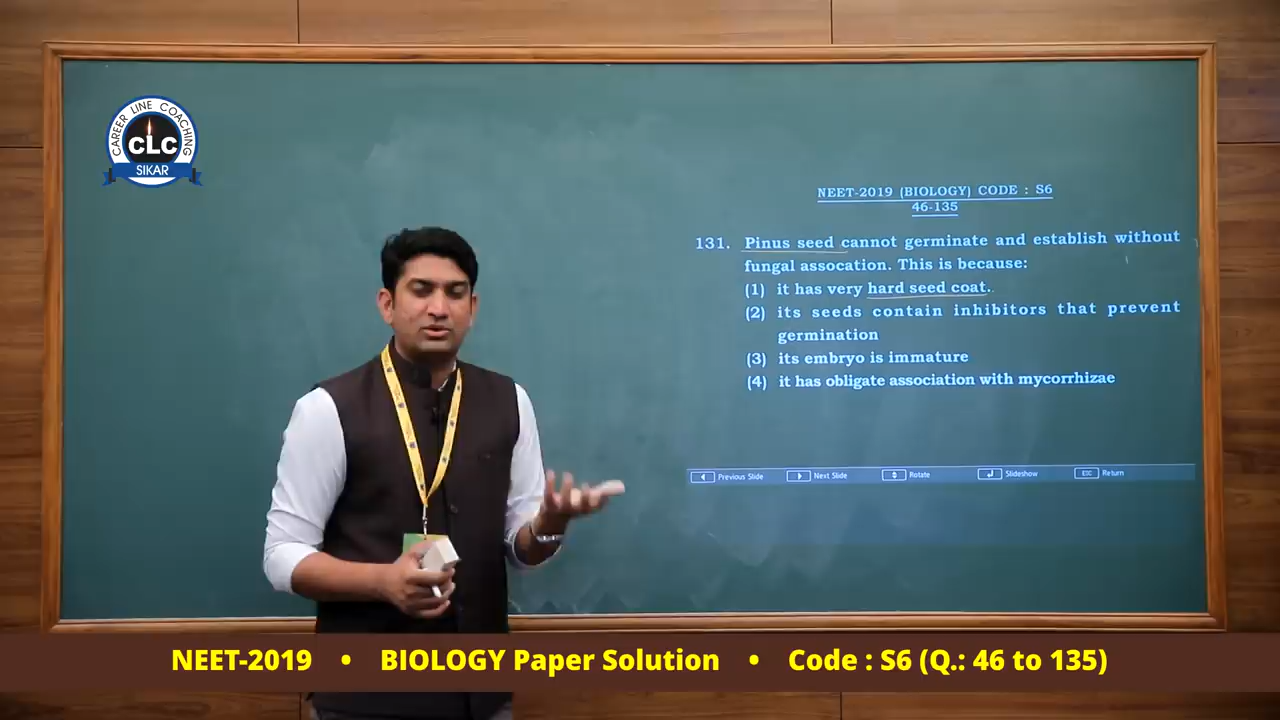 CAREER LINE COACHING
CLC
SIKAR
NEET-2019 (BIOLOGY) CODE : S6
46-135
131. Pinus seed cannot germinate and establish without
fungal assocation. This is because:
(1) it has very hard seed coat.
(2) its seeds contain inhibitors that prevent
germination
(3) its embryo is immature
(4) it has obligate association with mycorrhizae
Previous Slide Next Slide Rotate Slideshow ESC Return
NEET-2019 • BIOLOGY Paper Solution • Code : S6 (Q.: 46 to 135)